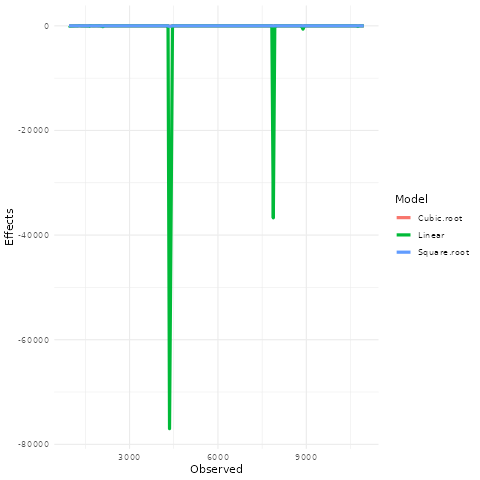 0
-20000
-40000
-60000
-80000
Effects
3000 6000 9000
Observed
Model
Cubic.root
Linear
Square.root